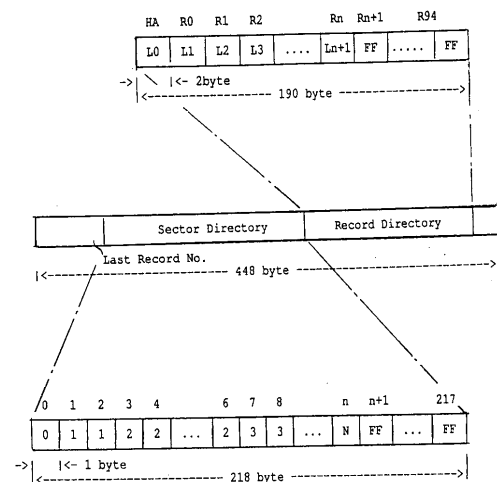 HA R0 R1 R2 Rn Rn+1 R94
L0 L1 L2 L3 .... Ln+1 FF ..... FF
->| |<- 2byte
|<------------------ 190 byte ------------------>|
Sector Directory Record Directory
Last Record No.
|<------------------------- 448 byte ------------------------->|
0 1 2 3 4 6 7 8 n n+1 217
0 1 1 2 2 ... 2 3 3 ... N FF ... FF
->| |<- 1 byte
|<------------------------- 218 byte ------------------------->|